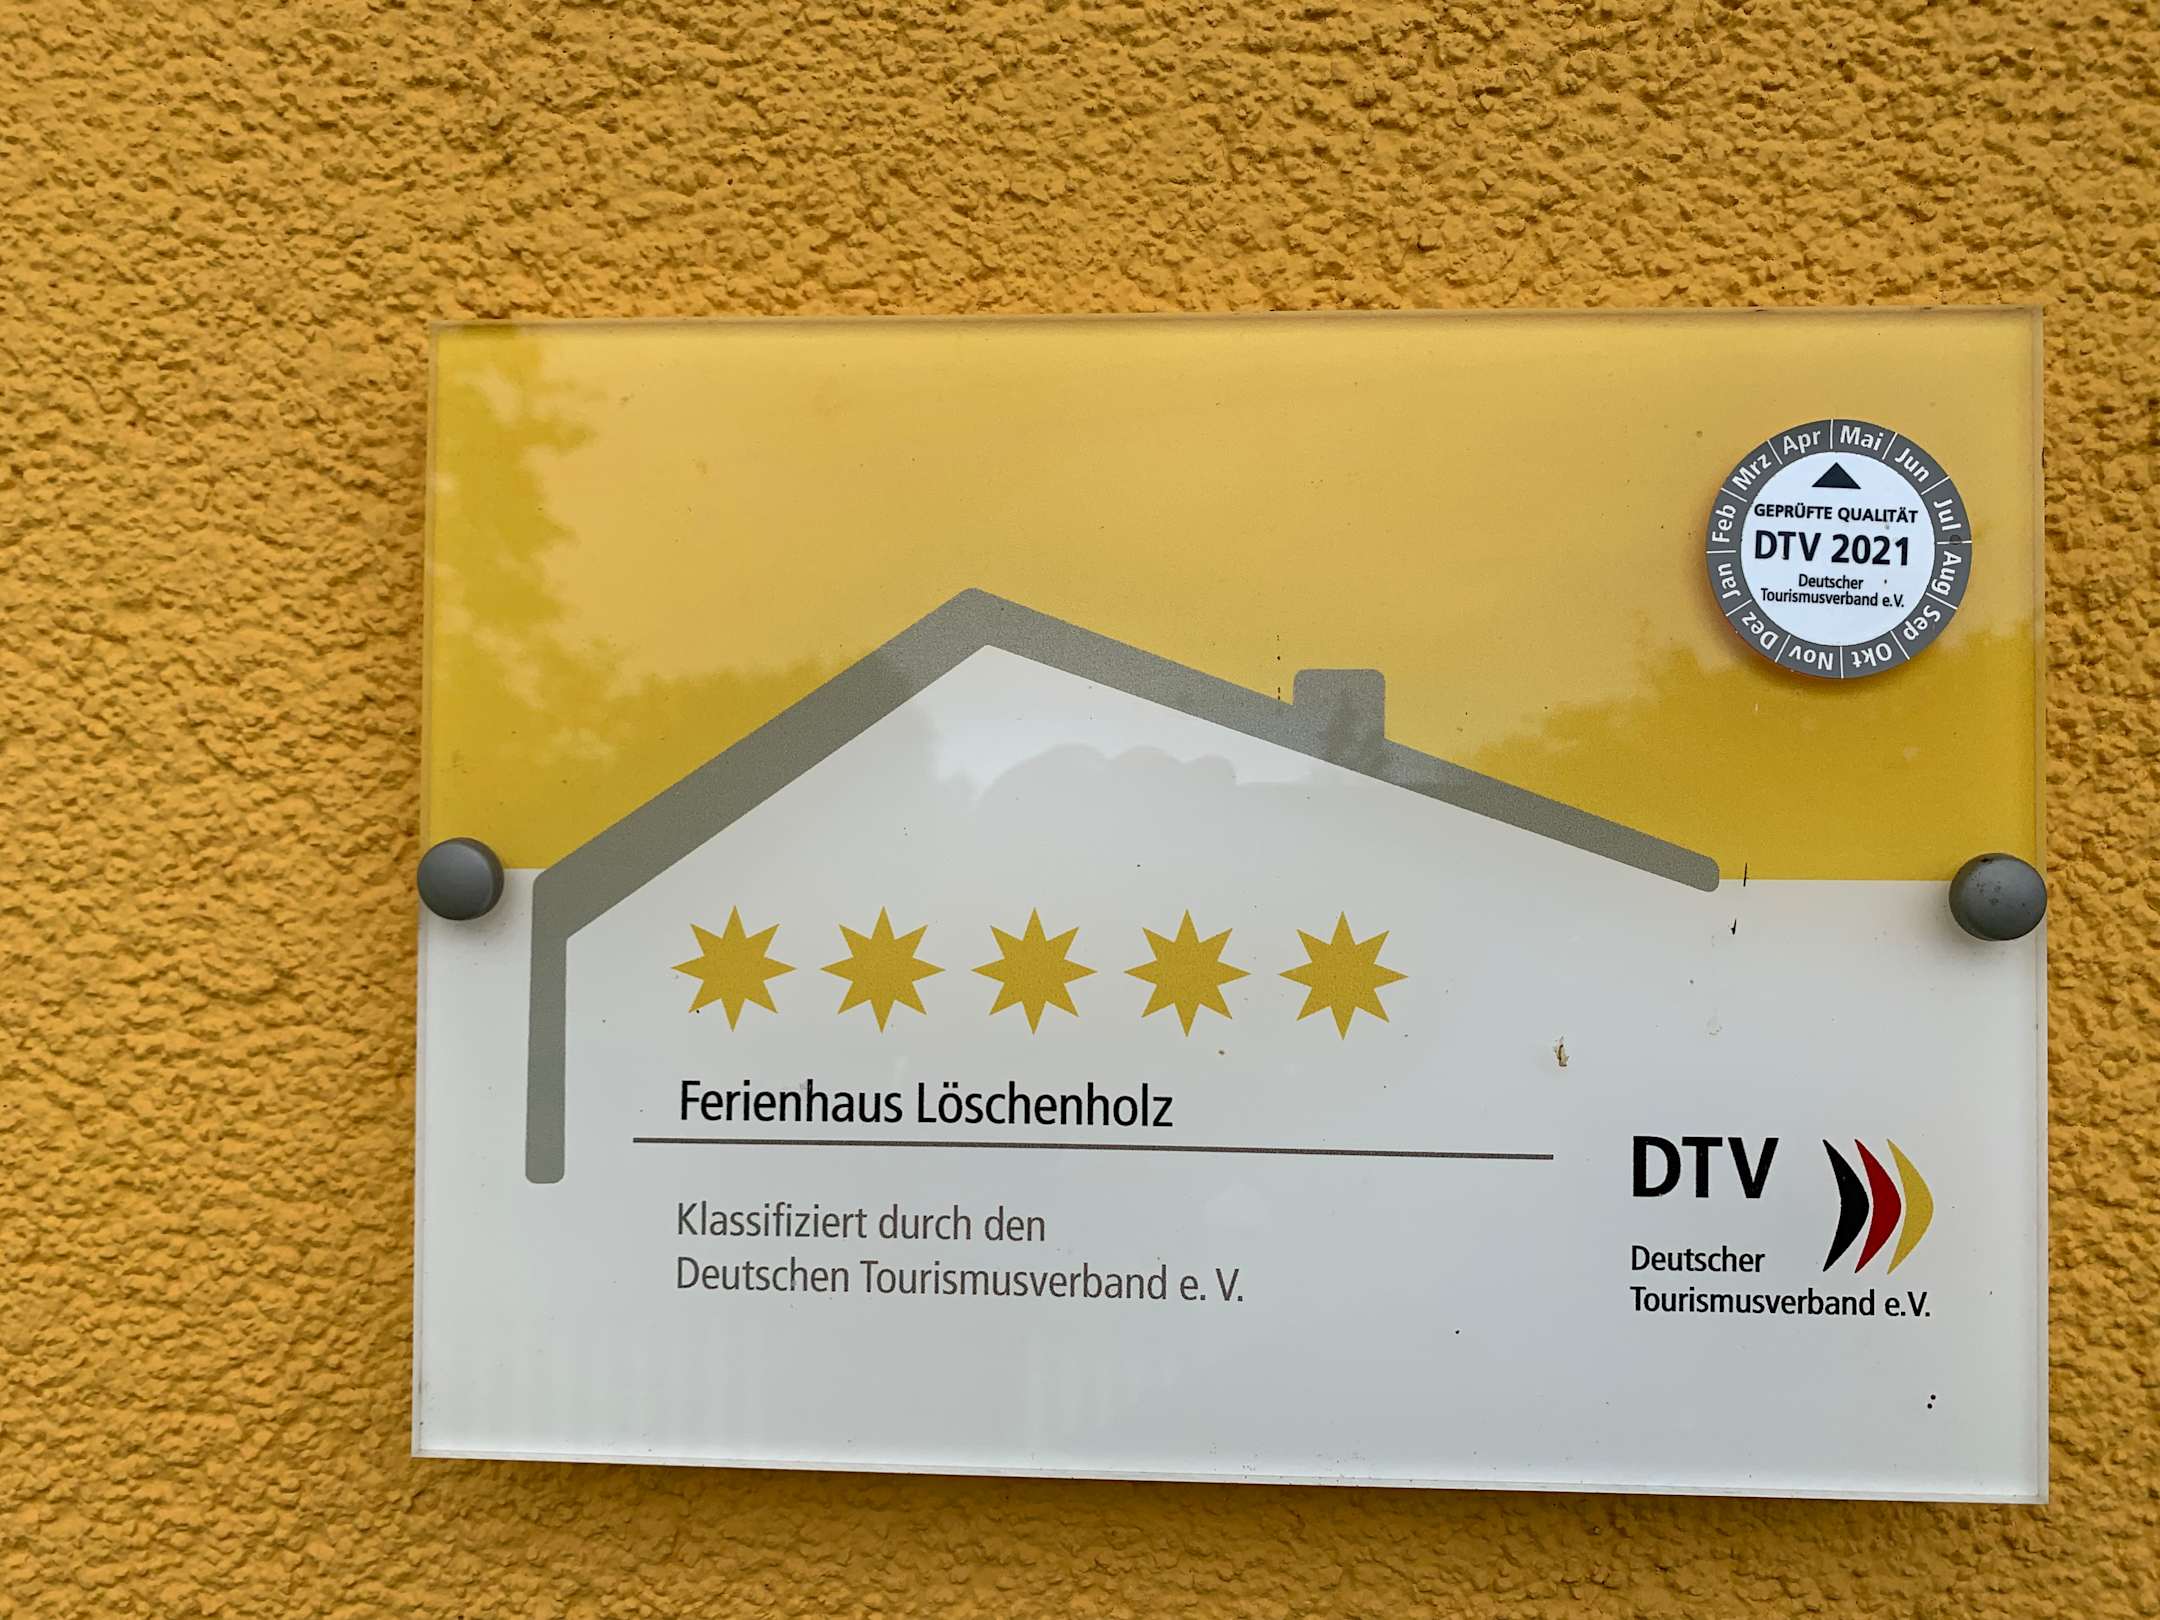 Jan Feb Mrz Apr Mai Jun Jul Aug Sep Okt Nov Dez
GEPRÜFTE QUALITÄT
DTV 2021
Deutscher
Tourismusverband e.V.
Ferienhaus Löschenholz
Klassifiziert durch den
Deutschen Tourismusverband e. V.
DTV
Deutscher
Tourismusverband e.V.